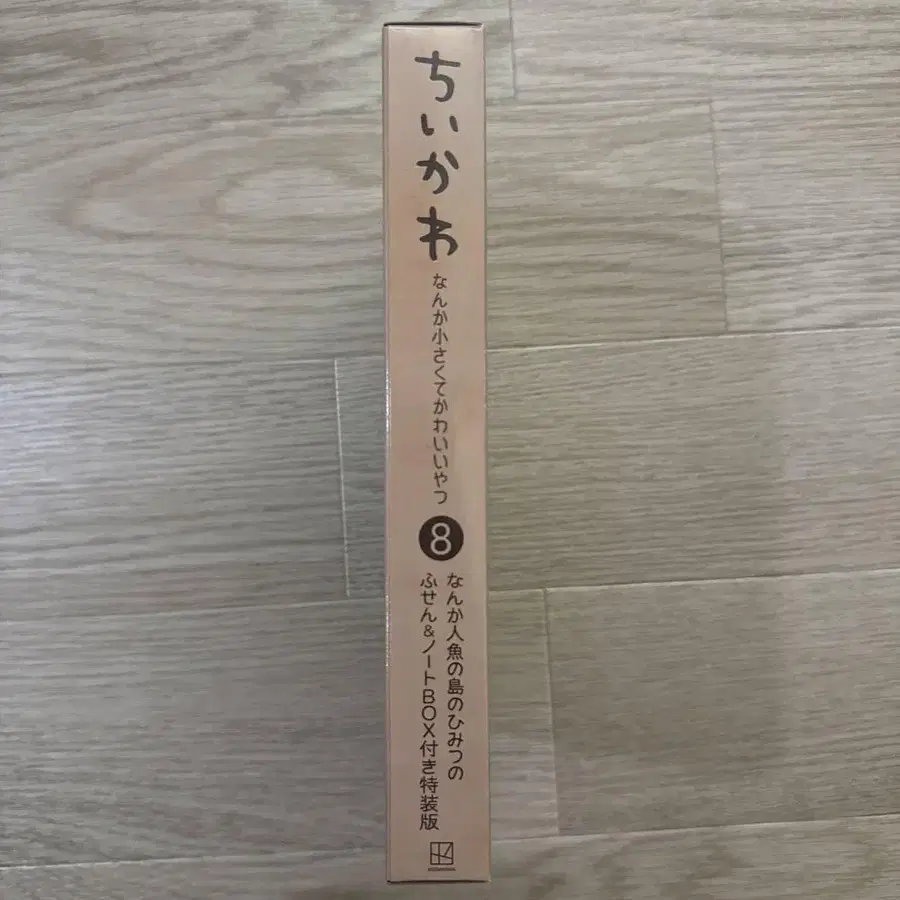 ちいかわ
なんか小さくてかわいいやつ
8
なんか人魚の島のひみつの
ふせん&ノートBOX付き特装版
KODANSHA